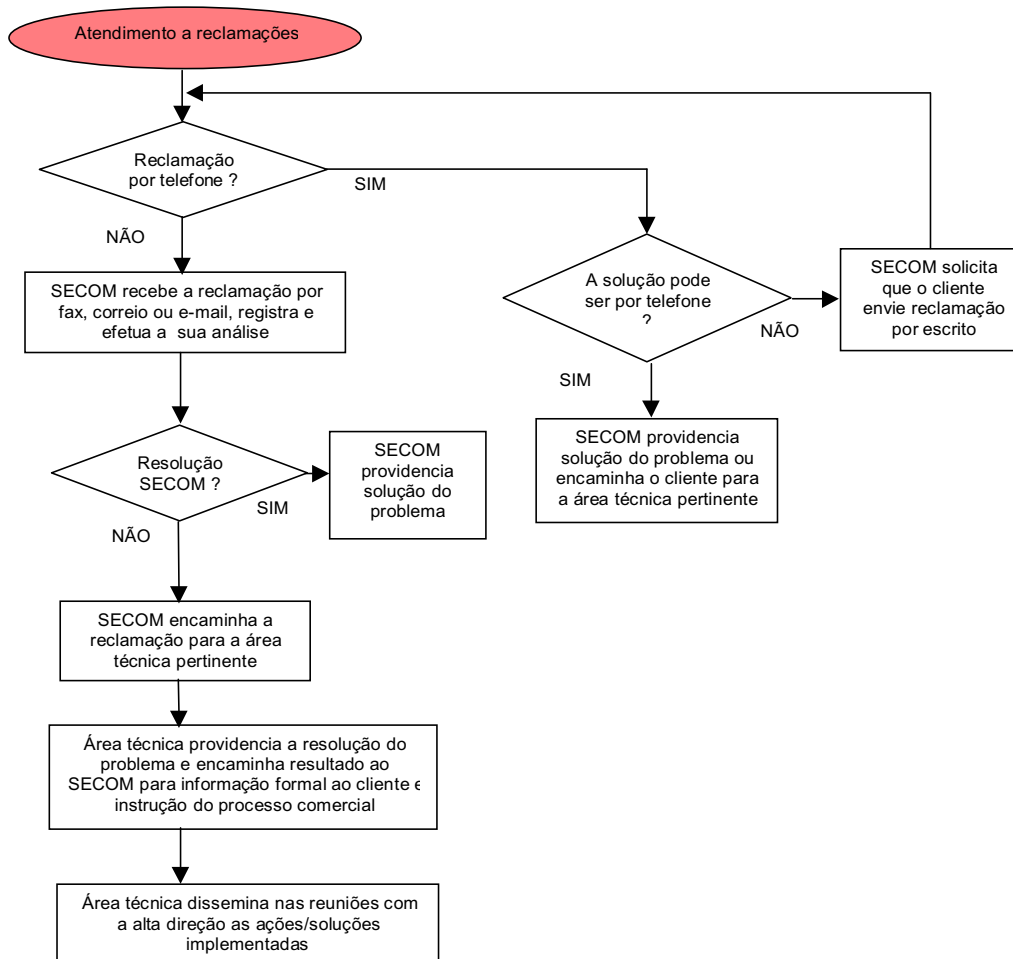 Atendimento a reclamações
Reclamação
por telefone ?
SIM
NÃO
SECOM recebe a reclamação por
fax, correio ou e-mail, registra e
efetua a sua análise
A solução pode
ser por telefone
?
NÃO
SIM
SECOM solicita
que o cliente
envie reclamação
por escrito
SECOM providencia
solução do problema ou
encaminha o cliente para
a área técnica pertinente
Resolução
SECOM ?
SIM
NÃO
SECOM
providencia
solução do
problema
SECOM encaminha a
reclamação para a área
técnica pertinente
Área técnica providencia a resolução do
problema e encaminha resultado ao
SECOM para informação formal ao cliente e
instrução do processo comercial
Área técnica dissemina nas reuniões com
a alta direção as ações/soluções
implementadas